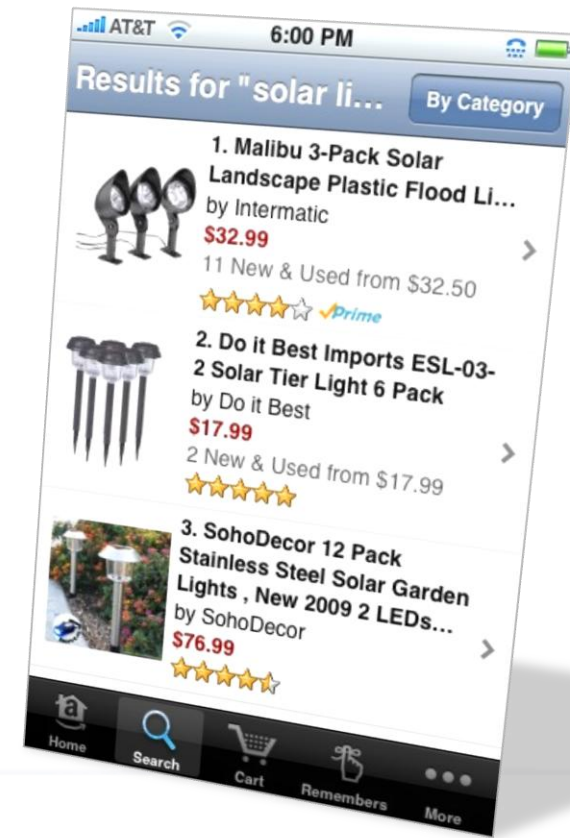 AT&T 6:00 PM
Results for "solar li... By Category
1. Malibu 3-Pack Solar
Landscape Plastic Flood Li...
by Intermatic
$32.99
11 New & Used from $32.50
Prime
2. Do it Best Imports ESL-03-
2 Solar Tier Light 6 Pack
by Do it Best
$17.99
2 New & Used from $17.99
3. SohoDecor 12 Pack
Stainless Steel Solar Garden
Lights , New 2009 2 LEDs...
by SohoDecor
$76.99
a
Home Search Cart Remembers More